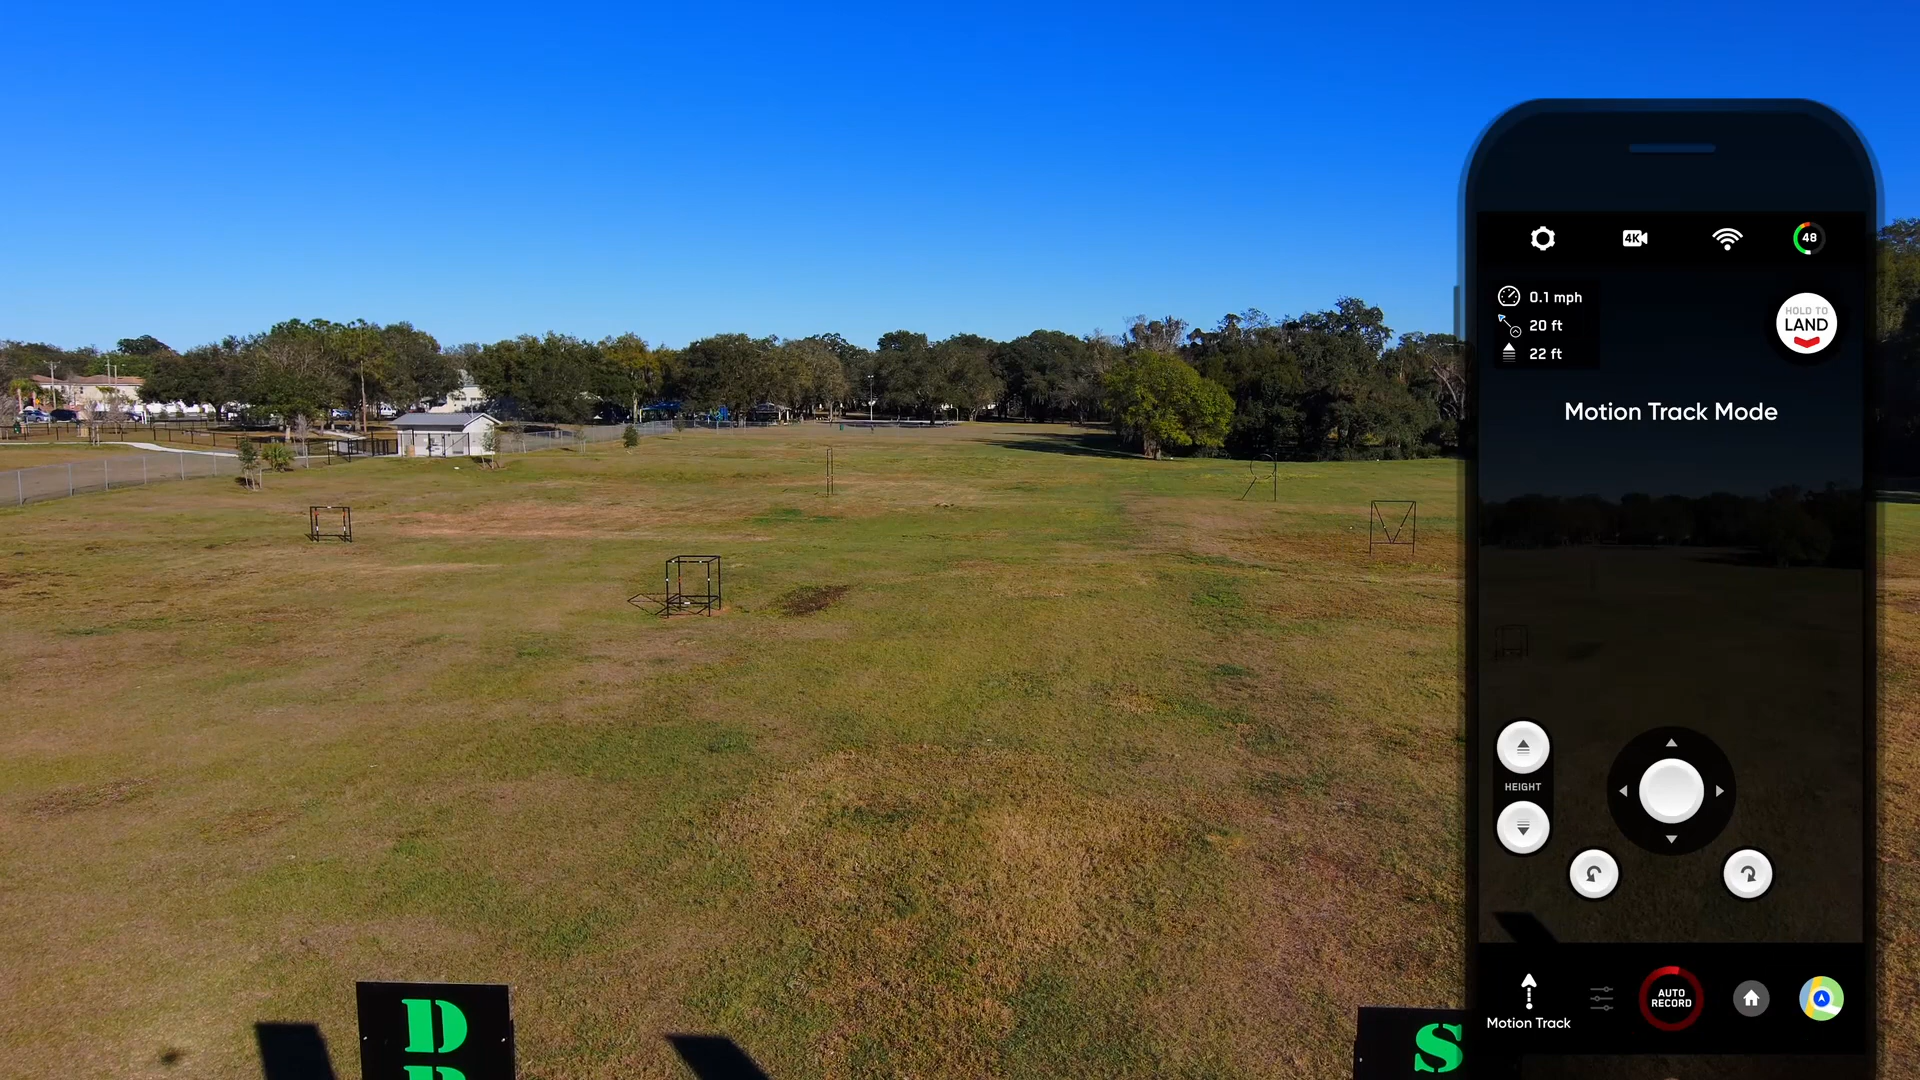 4K
48
0.1 mph
20 ft
22 ft
HOLD TO
LAND
Motion Track Mode
HEIGHT
AUTO
RECORD
Motion Track
D
S